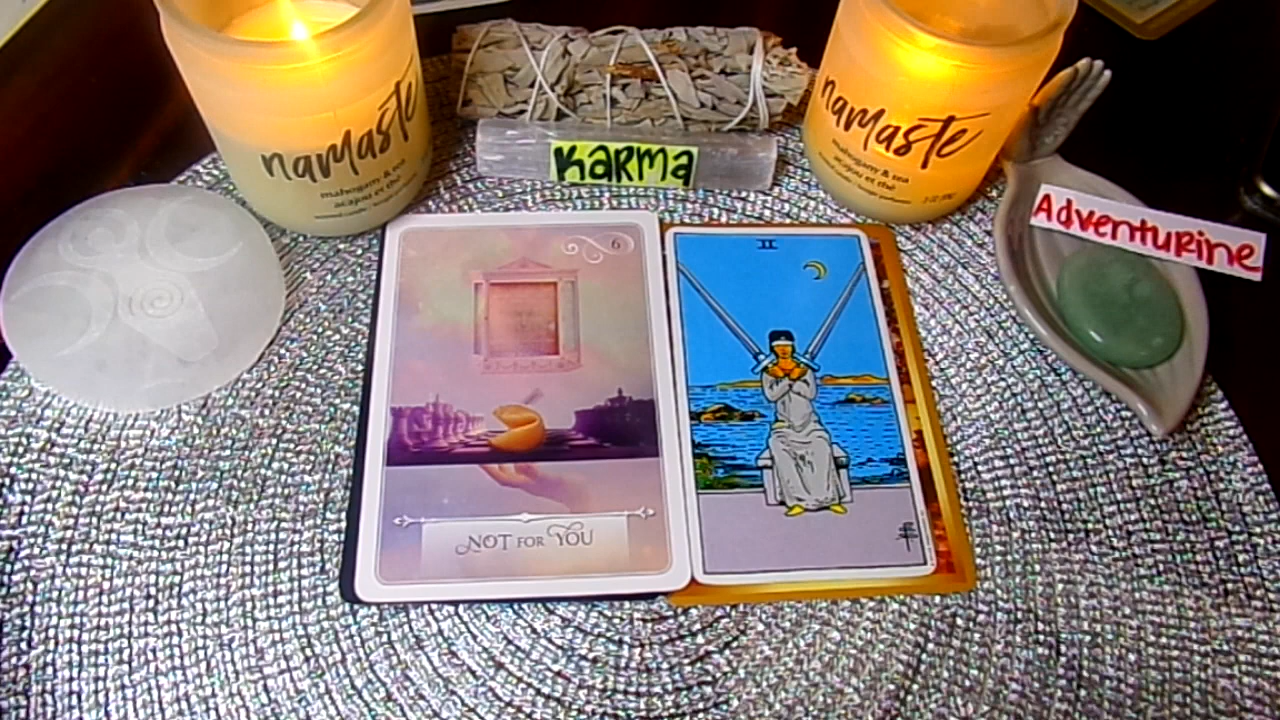 namaste
mahogany & tea
acajou et thé
KARMA
namaste
mahogany & tea
acajou et thé
Adventurine
6
NOT FOR YOU
II